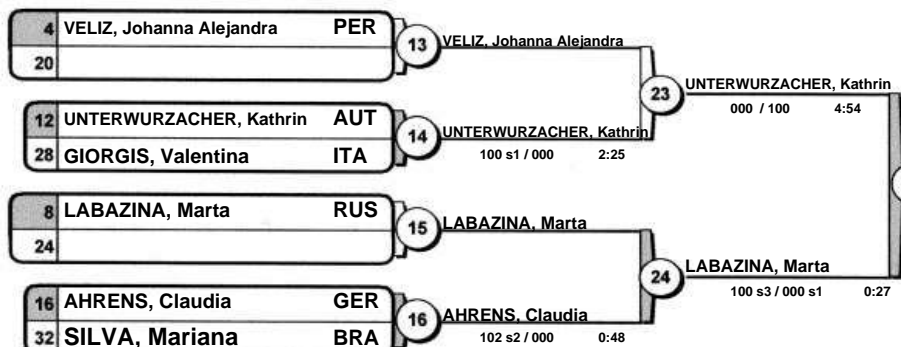 4 VELIZ, Johanna Alejandra PER
20
13 VELIZ, Johanna Alejandra
12 UNTERWURZACHER, Kathrin AUT
28 GIORGIS, Valentina ITA
14 UNTERWURZACHER, Kathrin
100 s1 / 000 2:25
23 UNTERWURZACHER, Kathrin
000 / 100 4:54
8 LABAZINA, Marta RUS
24
15 LABAZINA, Marta
16 AHRENS, Claudia GER
32 SILVA, Mariana BRA
16 AHRENS, Claudia
102 s2 / 000 0:48
24 LABAZINA, Marta
100 s3 / 000 s1 0:27